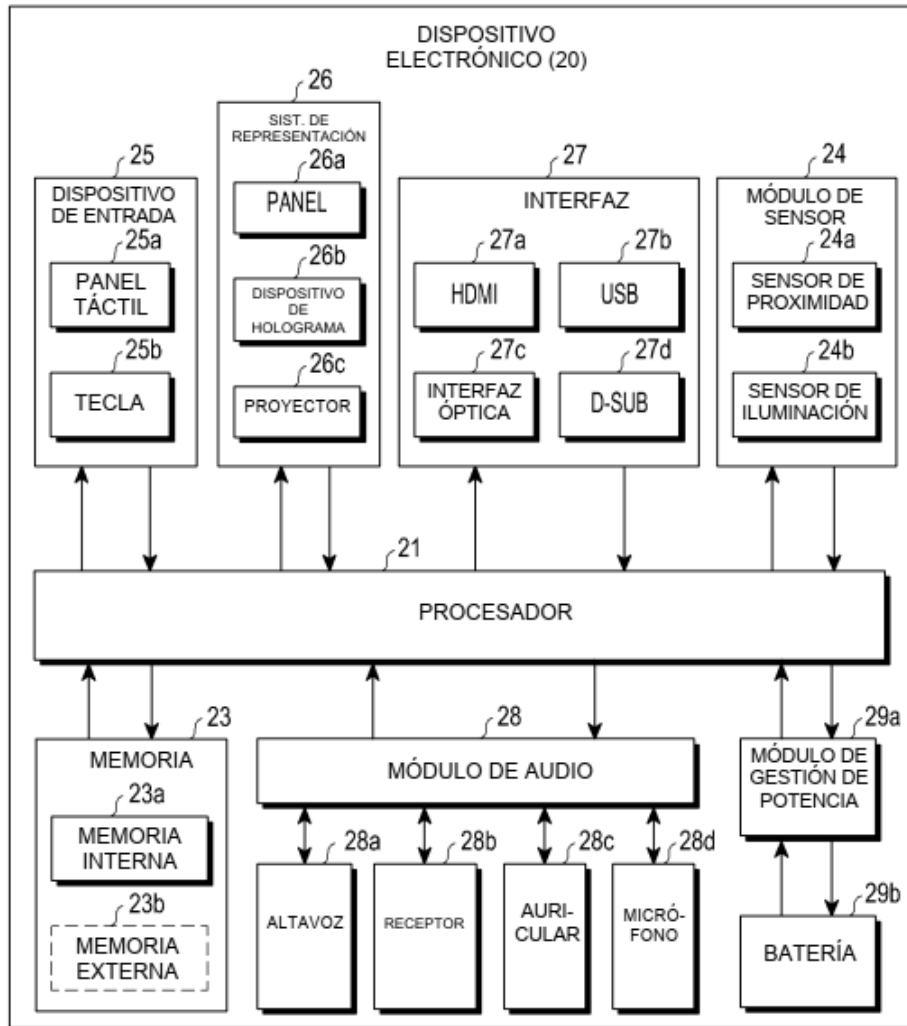 DISPOSITIVO
ELECTRÓNICO (20)
26
SIST. DE
REPRESENTACIÓN
26a
PANEL
26b
DISPOSITIVO
DE
HOLOGRAMA
26c
PROYECTOR
25
DISPOSITIVO
DE ENTRADA
25a
PANEL
TÁCTIL
25b
TECLA
27
INTERFAZ
27a
HDMI
27b
USB
27c
INTERFAZ
ÓPTICA
27d
D-SUB
24
MÓDULO DE
SENSOR
24a
SENSOR DE
PROXIMIDAD
24b
SENSOR DE
ILUMINACIÓN
21
PROCESADOR
23
MEMORIA
23a
MEMORIA
INTERNA
23b
MEMORIA
EXTERNA
28
MÓDULO DE AUDIO
28a
ALTAVOZ
28b
RECEPTOR
28c
AURI-
CULAR
28d
MICRÓ-
FONO
29a
MÓDULO DE
GESTIÓN DE
POTENCIA
29b
BATERÍA